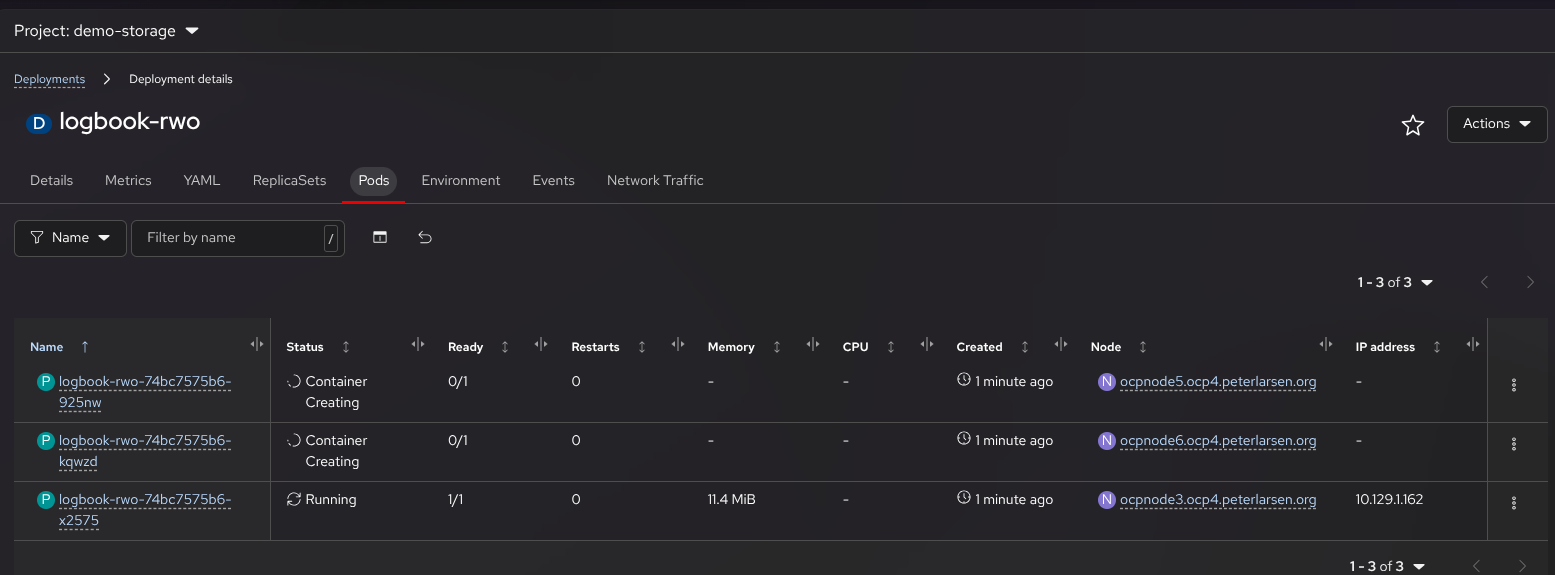 Project: demo-storage
Deployments > Deployment details
D logbook-rwo
Actions
Details Metrics YAML ReplicaSets Pods Environment Events Network Traffic
Name Filter by name /
1 - 3 of 3
Name Status Ready Restarts Memory CPU Created Node IP address
P logbook-rwo-74bc7575b6- Container 0/1 0 - - 1 minute ago N ocpnode5.ocp4.peterlarsen.org -
925nw Creating
P logbook-rwo-74bc7575b6- Container 0/1 0 - - 1 minute ago N ocpnode6.ocp4.peterlarsen.org -
kqwzd Creating
P logbook-rwo-74bc7575b6- Running 1/1 0 11.4 MiB - 1 minute ago N ocpnode3.ocp4.peterlarsen.org 10.129.1.162
x2575
1 - 3 of 3